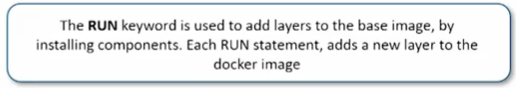 The RUN keyword is used to add layers to the base image, by
installing components. Each RUN statement, adds a new layer to the
docker image